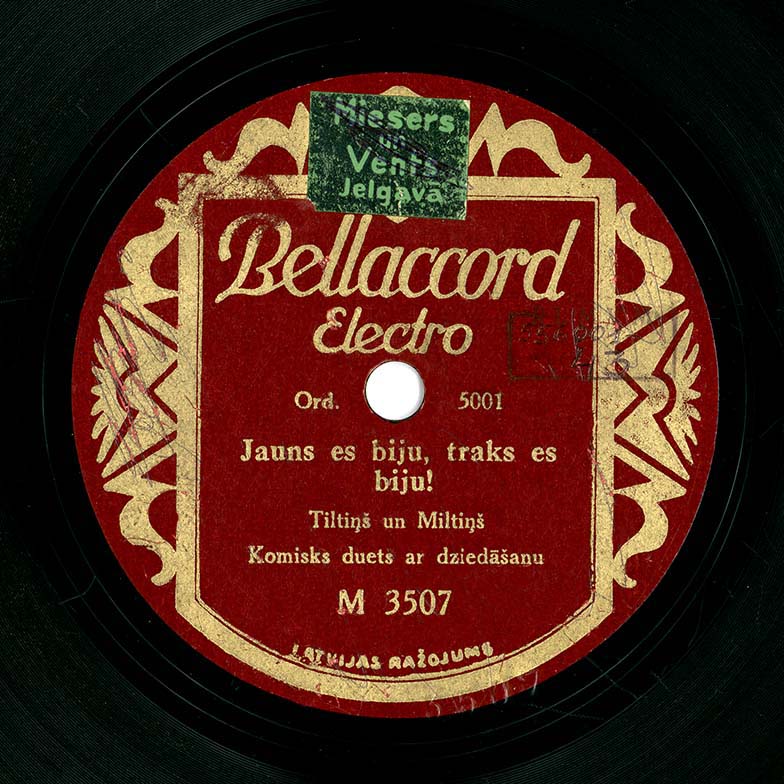 Miesers
un
Vents
Jelgavā
Bellaccord
Electro
Ord. 5001
Jauns es biju, traks es
biju!
Tiltiņš un Miltiņš
Komisks duets ar dziedāšanu
M 3507
LATVIJAS RAŽOJUMS